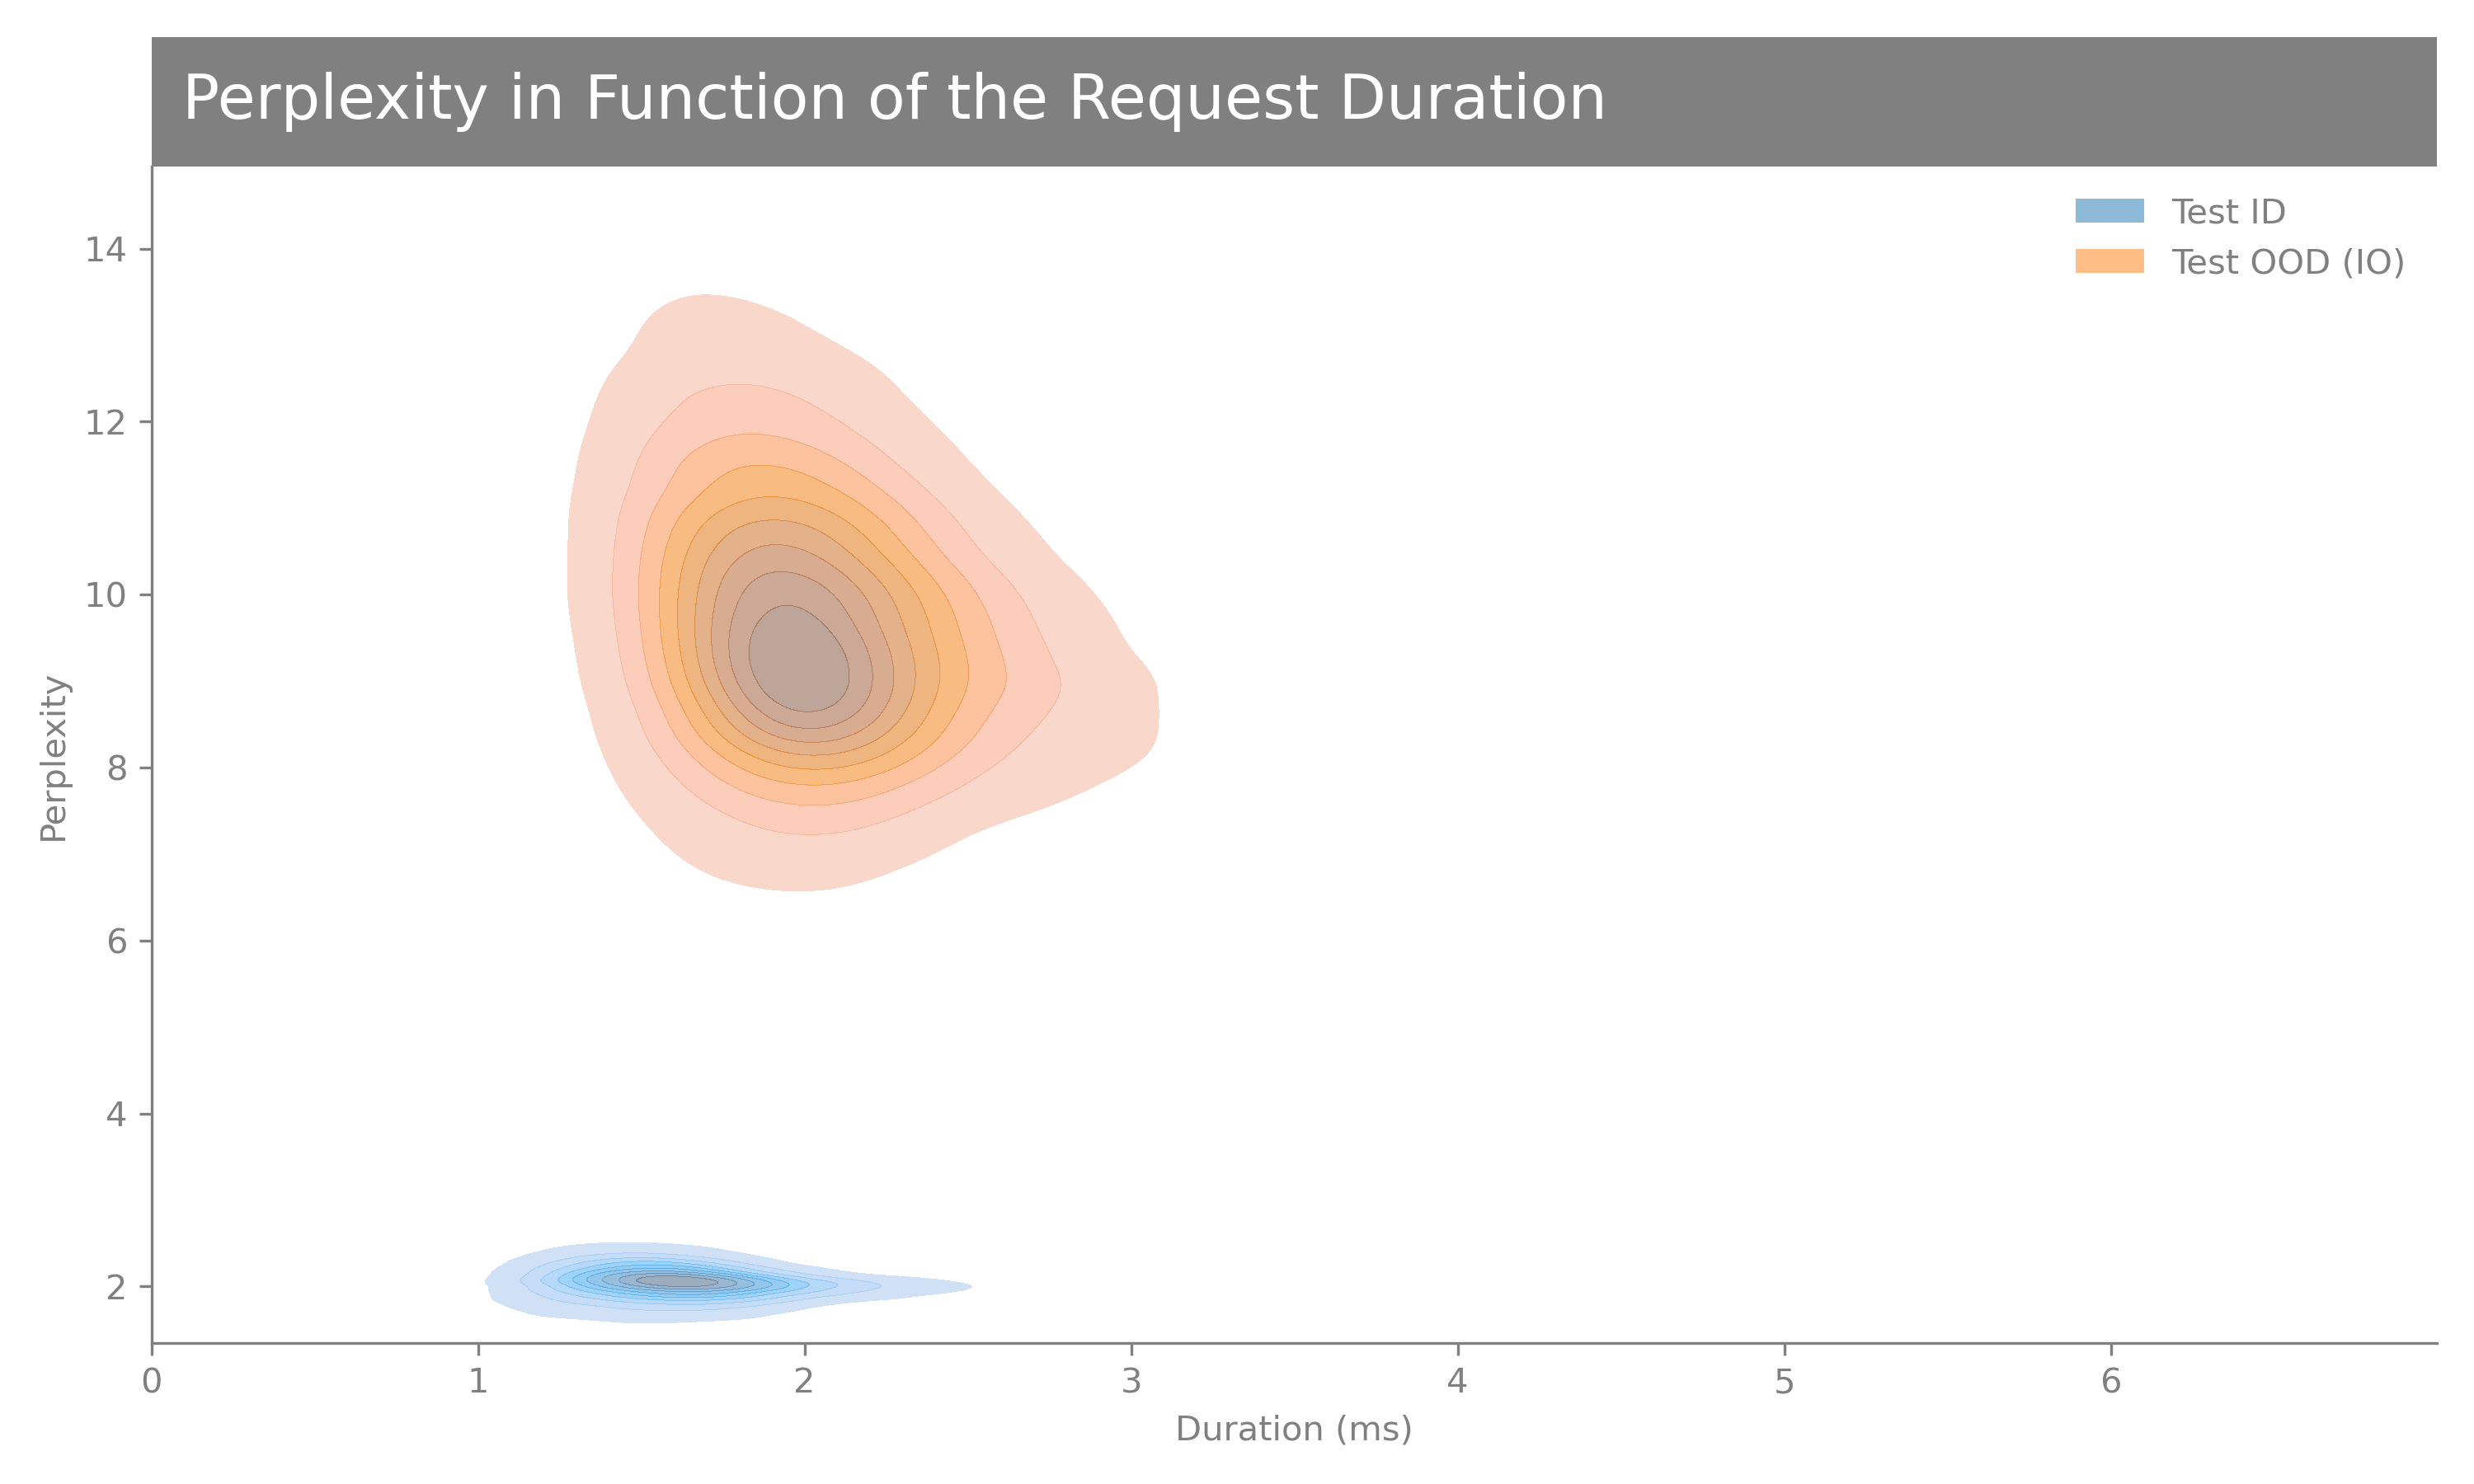 Perplexity in Function of the Request Duration
Test ID
Test OOD (IO)
14
12
10
8
6
4
2
Perplexity
0 1 2 3 4 5 6
Duration (ms)